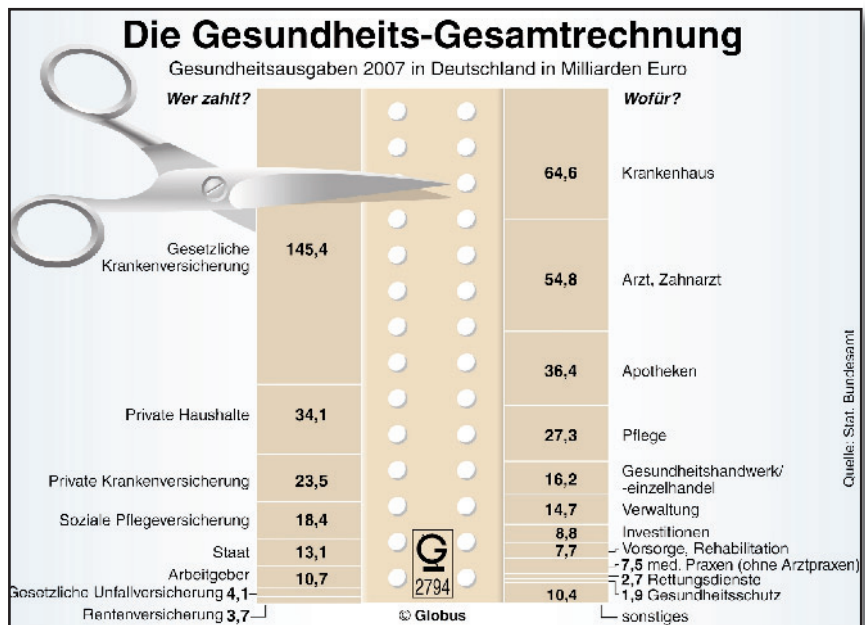 Die Gesundheits-Gesamtrechnung
Gesundheitsausgaben 2007 in Deutschland in Milliarden Euro
Wer zahlt?
Gesetzliche
Krankenversicherung
145,4
Private Haushalte
34,1
Private Krankenversicherung
23,5
Soziale Pflegeversicherung
18,4
Staat
13,1
Arbeitgeber
10,7
Gesetzliche Unfallversicherung 4,1
Rentenversicherung 3,7
Wofür?
64,6
Krankenhaus
54,8
Arzt, Zahnarzt
36,4
Apotheken
27,3
Pflege
16,2
Gesundheitshandwerk/
-einzelhandel
14,7
Verwaltung
8,8
Investitionen
7,7
Vorsorge, Rehabilitation
7,5 med. Praxen (ohne Arztpraxen)
2,7 Rettungsdienste
1,9 Gesundheitsschutz
10,4
sonstiges
G
2794
© Globus
Quelle: Stat. Bundesamt